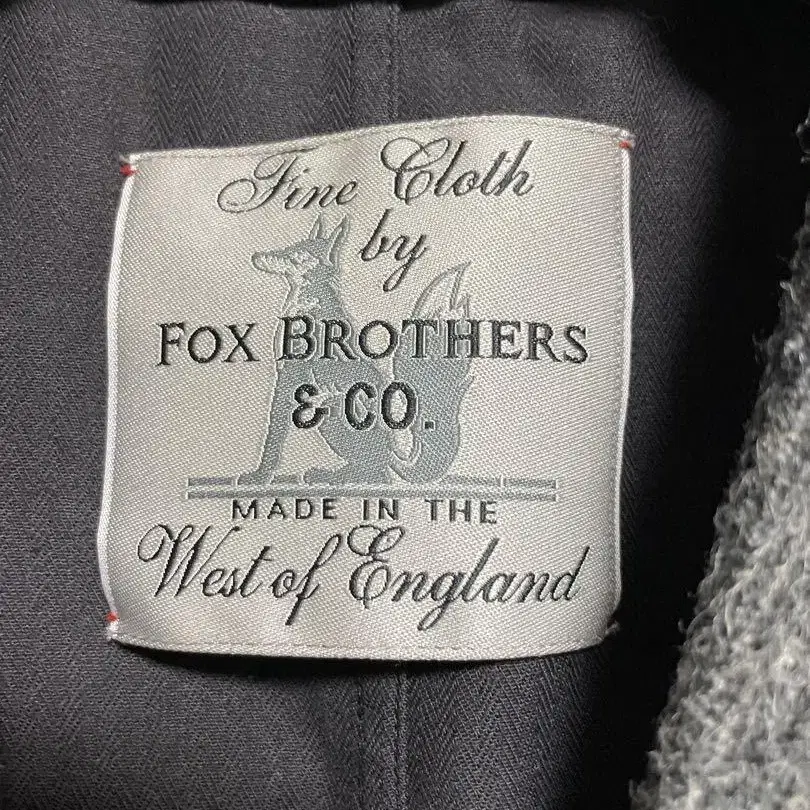 Fine Cloth
by
FOX BROTHERS
& CO.
MADE IN THE
West of England